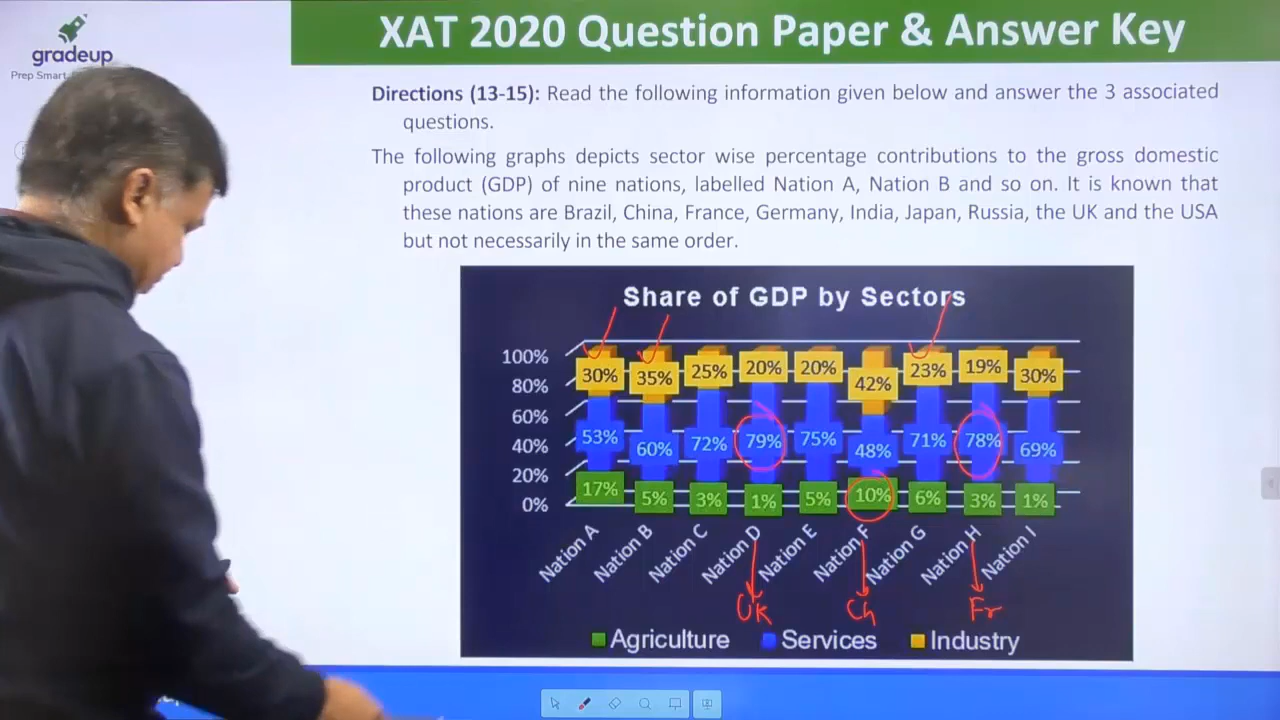 gradeup
Prep Smart.
XAT 2020 Question Paper & Answer Key
Directions (13-15): Read the following information given below and answer the 3 associated
questions.
The following graphs depicts sector wise percentage contributions to the gross domestic
product (GDP) of nine nations, labelled Nation A, Nation B and so on. It is known that
these nations are Brazil, China, France, Germany, India, Japan, Russia, the UK and the USA
but not necessarily in the same order.
Share of GDP by Sectors
100%
80%
60%
40%
20%
0%
30% 35% 25% 20% 20% 42% 23% 19% 30%
53% 60% 72% 79% 75% 48% 71% 78% 69%
17% 5% 3% 1% 5% 10% 6% 3% 1%
Nation A Nation B Nation C Nation D Nation E Nation F Nation G Nation H Nation I
UK Ch Fr
Agriculture Services Industry